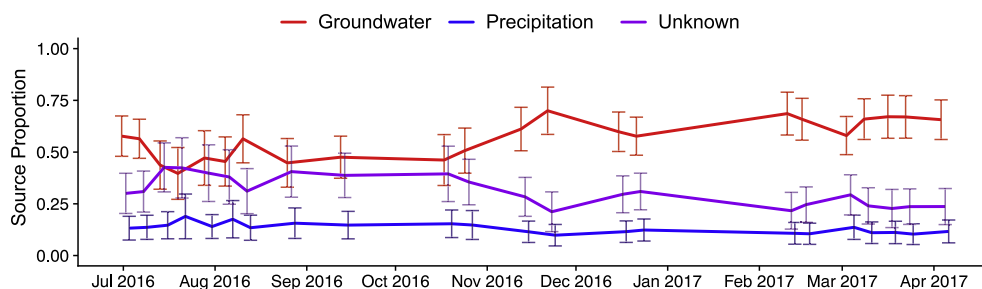 Groundwater Precipitation Unknown
Source Proportion
1.00
0.75
0.50
0.25
0.00
Jul 2016 Aug 2016 Sep 2016 Oct 2016 Nov 2016 Dec 2016 Jan 2017 Feb 2017 Mar 2017 Apr 2017